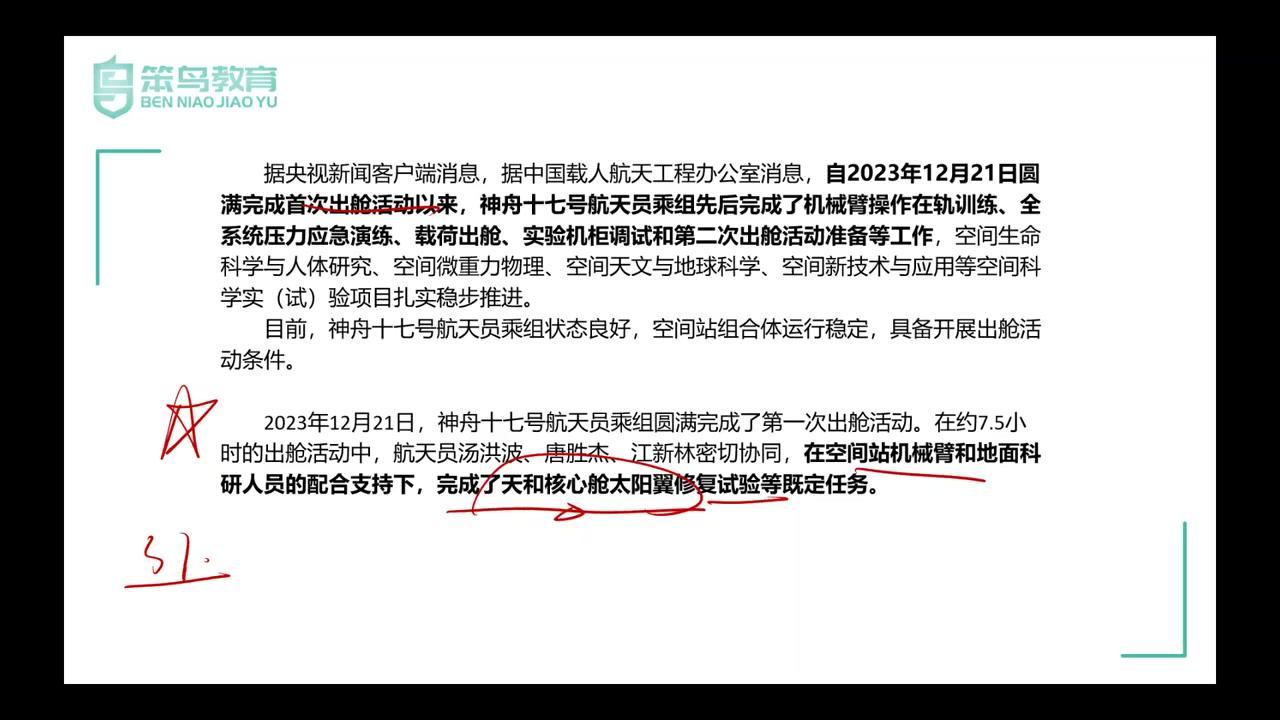 笨鸟教育
BEN NIAO JIAO YU
据央视新闻客户端消息，据中国载人航天工程办公室消息，自2023年12月21日圆
满完成首次出舱活动以来，神舟十七号航天员乘组先后完成了机械臂操作在轨训练、全
系统压力应急演练、载荷出舱、实验机柜调试和第二次出舱活动准备等工作，空间生命
科学与人体研究、空间微重力物理、空间天文与地球科学、空间新技术与应用等空间科
学实（试）验项目扎实稳步推进。
目前，神舟十七号航天员乘组状态良好，空间站组合体运行稳定，具备开展出舱活
动条件。
2023年12月21日，神舟十七号航天员乘组圆满完成了第一次出舱活动。在约7.5小
时的出舱活动中，航天员汤洪波、唐胜杰、江新林密切协同，在空间站机械臂和地面科
研人员的配合支持下，完成了天和核心舱太阳翼修复试验等既定任务。